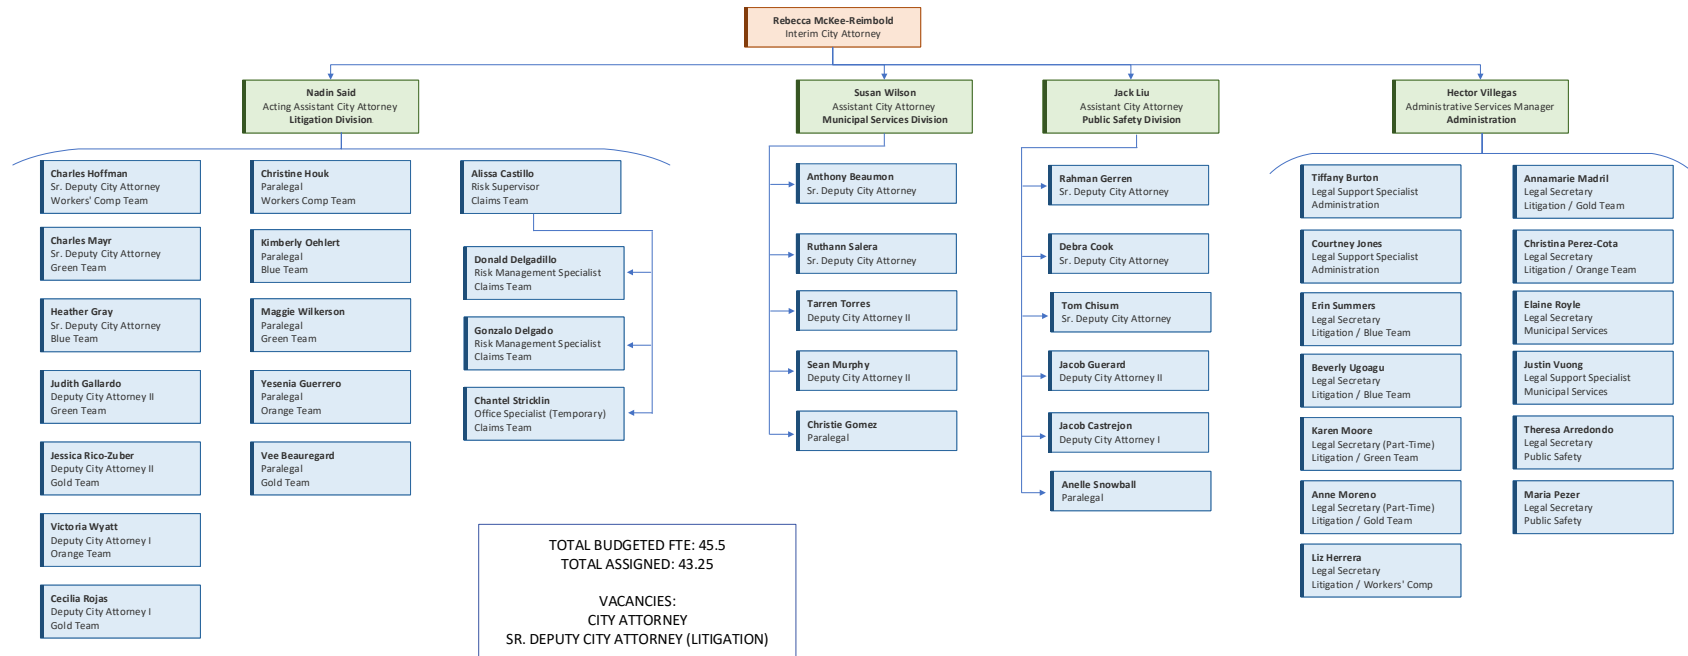 Rebecca McKee-Reimbold
Interim City Attorney
Nadin Said
Acting Assistant City Attorney
Litigation Division
Susan Wilson
Assistant City Attorney
Municipal Services Division
Jack Liu
Assistant City Attorney
Public Safety Division
Hector Villegas
Administrative Services Manager
Administration
Charles Hoffman
Sr. Deputy City Attorney
Workers' Comp Team
Charles Mayr
Sr. Deputy City Attorney
Green Team
Heather Gray
Sr. Deputy City Attorney
Blue Team
Judith Gallardo
Deputy City Attorney II
Green Team
Jessica Rico-Zuber
Deputy City Attorney II
Gold Team
Victoria Wyatt
Deputy City Attorney I
Orange Team
Cecilia Rojas
Deputy City Attorney I
Gold Team
Christine Houk
Paralegal
Workers Comp Team
Kimberly Oehlert
Paralegal
Blue Team
Maggie Wilkerson
Paralegal
Green Team
Yesenia Guerrero
Paralegal
Orange Team
Vee Beauregard
Paralegal
Gold Team
Alissa Castillo
Risk Supervisor
Claims Team
Donald Delgadillo
Risk Management Specialist
Claims Team
Gonzalo Delgado
Risk Management Specialist
Claims Team
Chantel Stricklin
Office Specialist (Temporary)
Claims Team
Anthony Beaumon
Sr. Deputy City Attorney
Ruthann Salera
Sr. Deputy City Attorney
Tarren Torres
Deputy City Attorney II
Sean Murphy
Deputy City Attorney II
Christie Gomez
Paralegal
Rahman Gerren
Sr. Deputy City Attorney
Debra Cook
Sr. Deputy City Attorney
Tom Chisum
Sr. Deputy City Attorney
Jacob Guerard
Deputy City Attorney II
Jacob Castrejon
Deputy City Attorney I
Anelle Snowball
Paralegal
Tiffany Burton
Legal Support Specialist
Administration
Courtney Jones
Legal Support Specialist
Administration
Erin Summers
Legal Secretary
Litigation / Blue Team
Beverly Ugoagu
Legal Secretary
Litigation / Blue Team
Karen Moore
Legal Secretary (Part-Time)
Litigation / Green Team
Anne Moreno
Legal Secretary (Part-Time)
Litigation / Gold Team
Liz Herrera
Legal Secretary
Litigation / Workers' Comp
Annamarie Madril
Legal Secretary
Litigation / Gold Team
Christina Perez-Cota
Legal Secretary
Litigation / Orange Team
Elaine Royle
Legal Secretary
Municipal Services
Justin Vuong
Legal Support Specialist
Municipal Services
Theresa Arredondo
Legal Secretary
Public Safety
Maria Pezer
Legal Secretary
Public Safety
TOTAL BUDGETED FTE: 45.5
TOTAL ASSIGNED: 43.25
VACANCIES:
CITY ATTORNEY
SR. DEPUTY CITY ATTORNEY (LITIGATION)